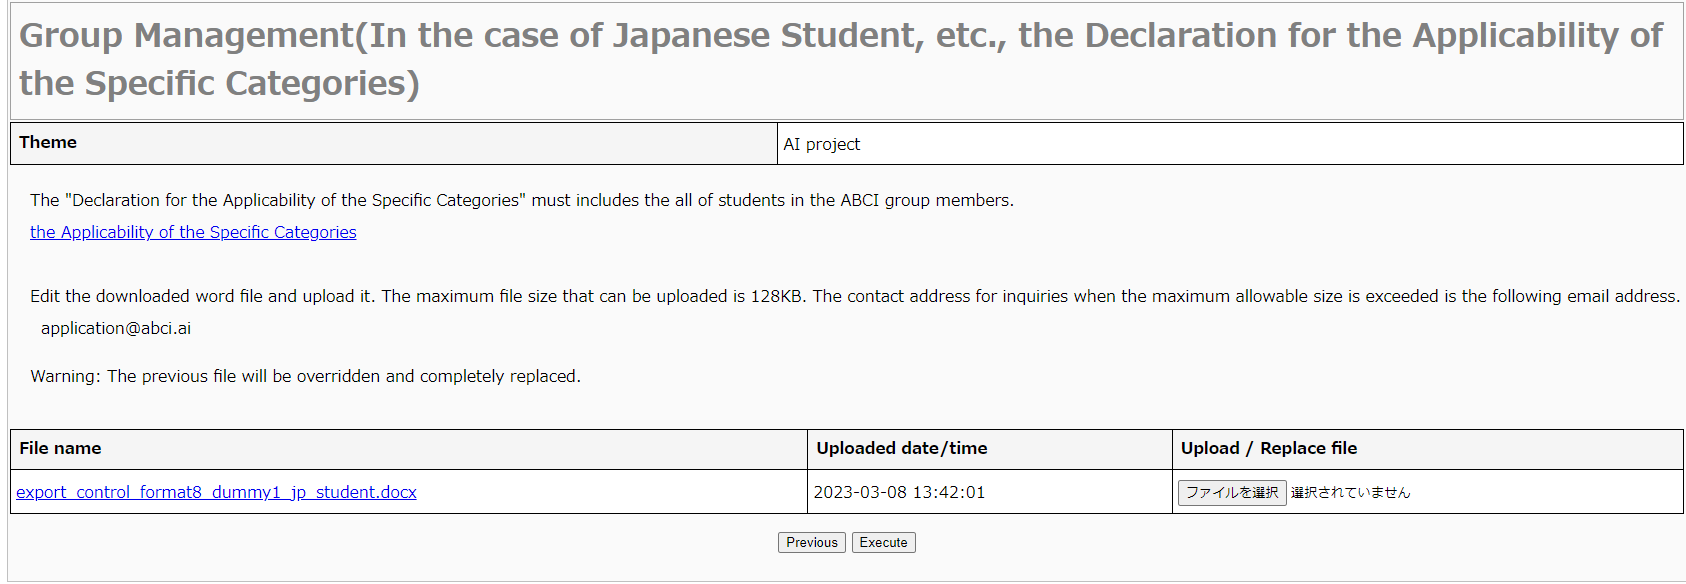 Group Management(In the case of Japanese Student, etc., the Declaration for the Applicability of
the Specific Categories)
Theme AI project
The "Declaration for the Applicability of the Specific Categories" must includes the all of students in the ABCI group members.
the Applicability of the Specific Categories
Edit the downloaded word file and upload it. The maximum file size that can be uploaded is 128KB. The contact address for inquiries when the maximum allowable size is exceeded is the following email address.
application@abci.ai
Warning: The previous file will be overridden and completely replaced.
File name Uploaded date/time Upload / Replace file
export_control_format8_dummy1_jp_student.docx 2023-03-08 13:42:01 ファイルを選択 選択されていません
Previous Execute